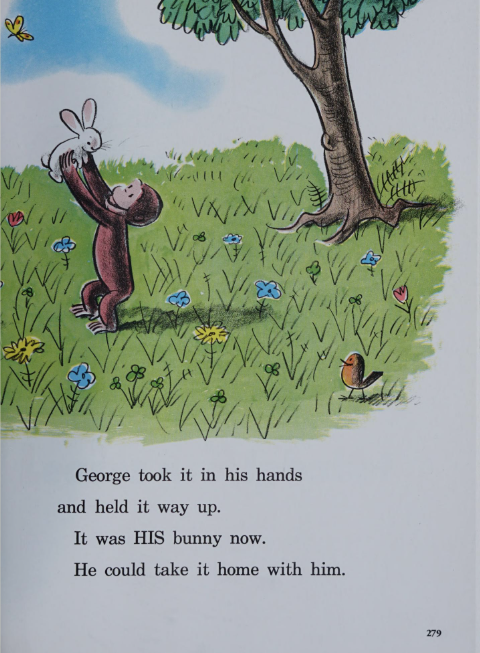 George took it in his hands
and held it way up.
It was HIS bunny now.
He could take it home with him.
279